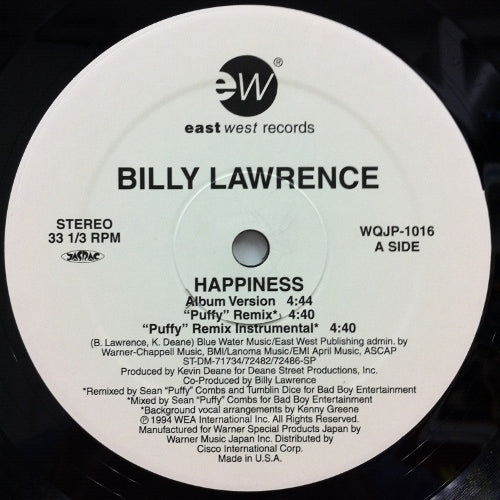 ew®
east west records
BILLY LAWRENCE
STEREO
33 1/3 RPM
JASRAC
WQJP-1016
A SIDE
HAPPINESS
Album Version 4:44
“Puffy” Remix* 4:40
“Puffy” Remix Instrumental* 4:40
(B. Lawrence, K. Deane) Blue Water Music/East West Publishing admin. by
Warner-Chappell Music, BMI/Lanoma Music/EMI April Music, ASCAP
ST-DM-71734/72482/72486-SP
Produced by Kevin Deane for Deane Street Productions, Inc.
Co-Produced by Billy Lawrence
*Remixed by Sean “Puffy” Combs and Tumblin Dice for Bad Boy Entertainment
*Mixed by Sean “Puffy” Combs for Bad Boy Entertainment
*Background vocal arrangements by Kenny Greene
℗ 1994 WEA International Inc. All Rights Reserved.
Manufactured for Warner Special Products Japan by
Warner Music Japan Inc. Distributed by
Cisco International Corp.
Made in U.S.A.